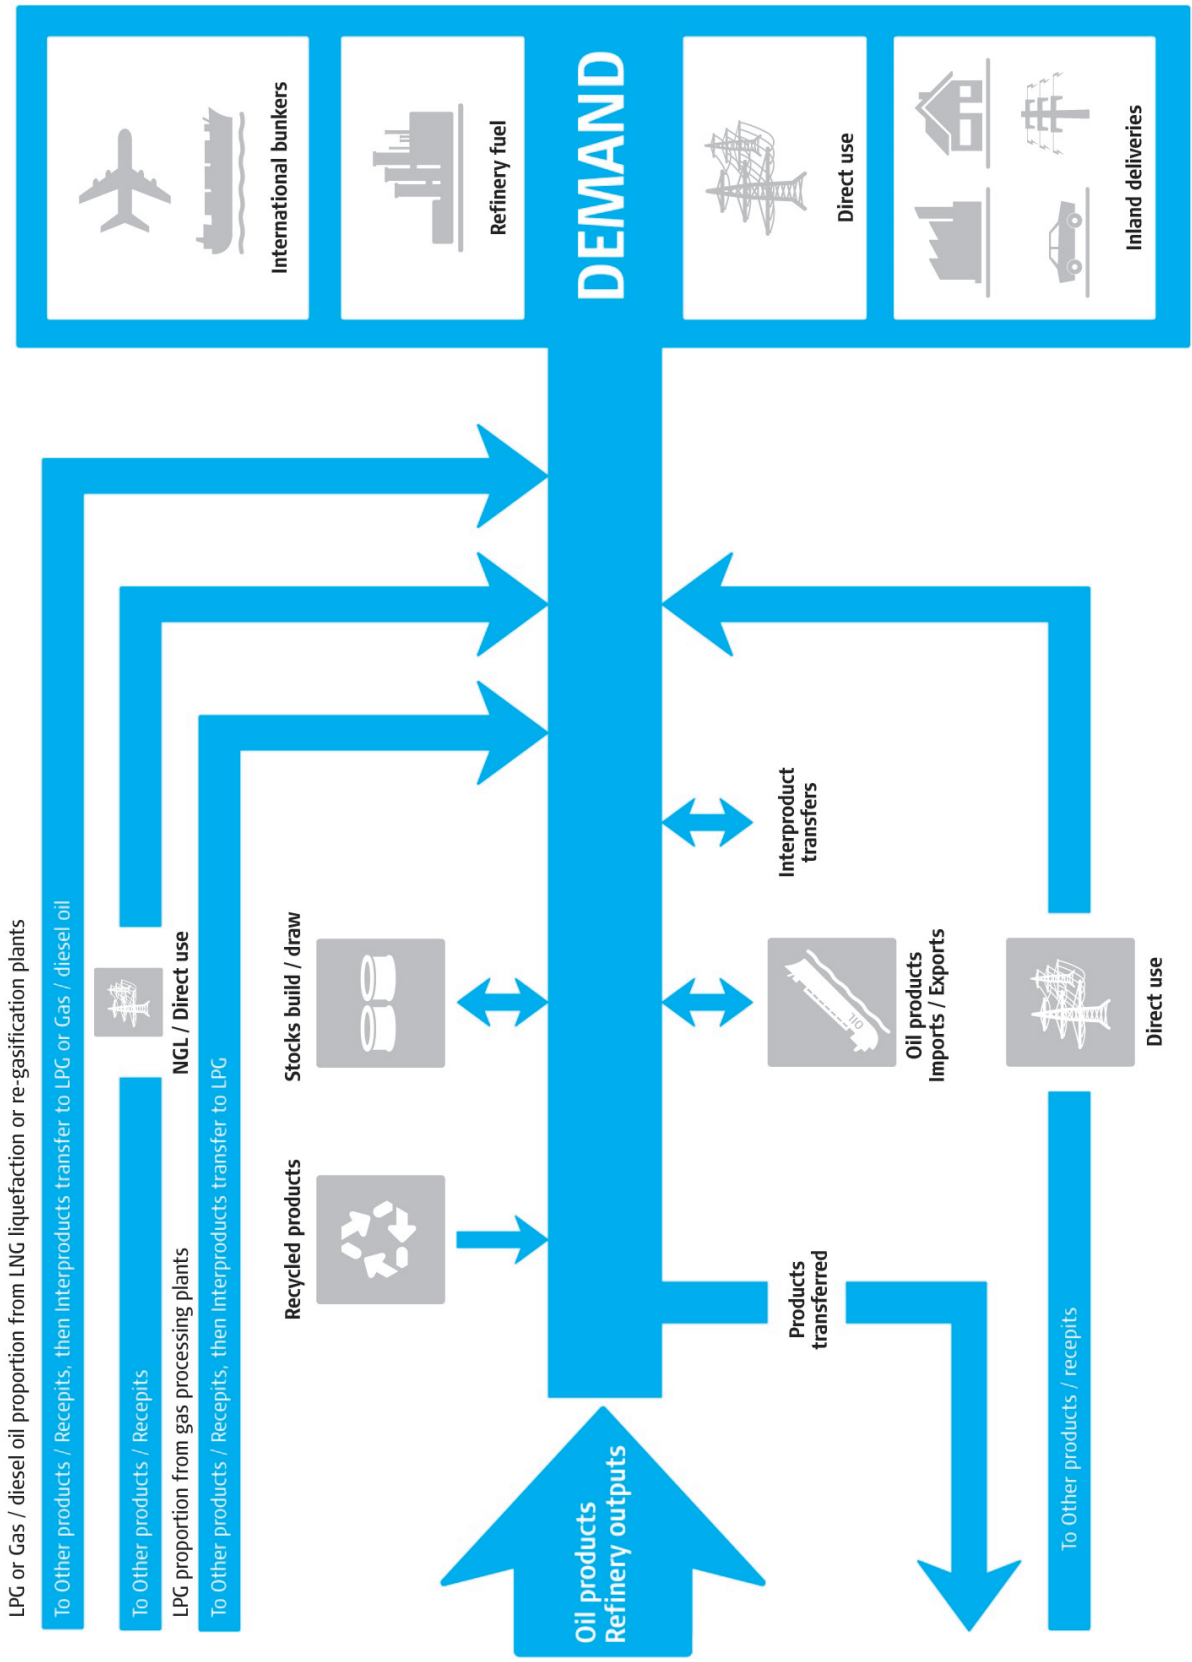 LPG or Gas / diesel oil proportion from LNG liquefaction or re-gasification plants
To Other products / Recepits, then Interproducts transfer to LPG or Gas / diesel oil
To Other products / Recepits
NGL / Direct use
LPG proportion from gas processing plants
To Other products / Recepits, then Interproducts transfer to LPG
Recycled products
Stocks build / draw
Oil products
Refinery outputs
Products
transferred
OIL
Oil products
Imports / Exports
Interproduct
transfers
To Other products / recepits
Direct use
International bunkers
Refinery fuel
DEMAND
Direct use
Inland deliveries